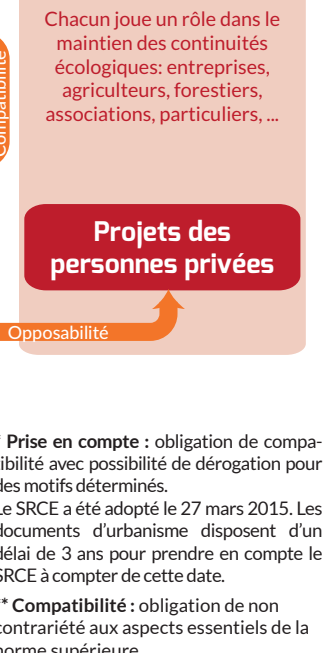 Chacun joue un rôle dans le
maintien des continuités
écologiques: entreprises,
agriculteurs, forestiers,
associations, particuliers, ...
Compatibilité
Projets des
personnes privées
Opposabilité
* Prise en compte : obligation de compa-
tibilité avec possibilité de dérogation pour
des motifs déterminés.
Le SRCE a été adopté le 27 mars 2015. Les
documents d'urbanisme disposent d'un
délai de 3 ans pour prendre en compte le
SRCE à compter de cette date.
** Compatibilité : obligation de non
contrariété aux aspects essentiels de la
norme supérieure